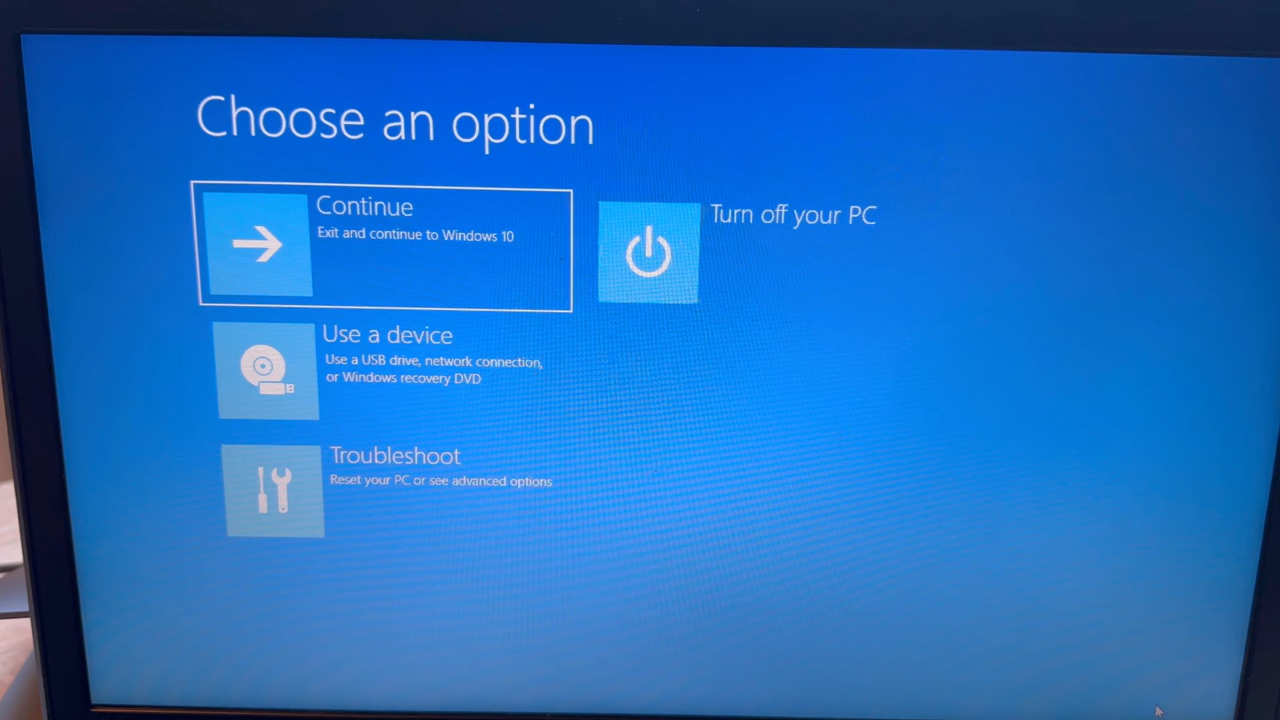 Choose an option
Continue
Exit and continue to Windows 10
Turn off your PC
Use a device
Use a USB drive, network connection,
or Windows recovery DVD
Troubleshoot
Reset your PC or see advanced options